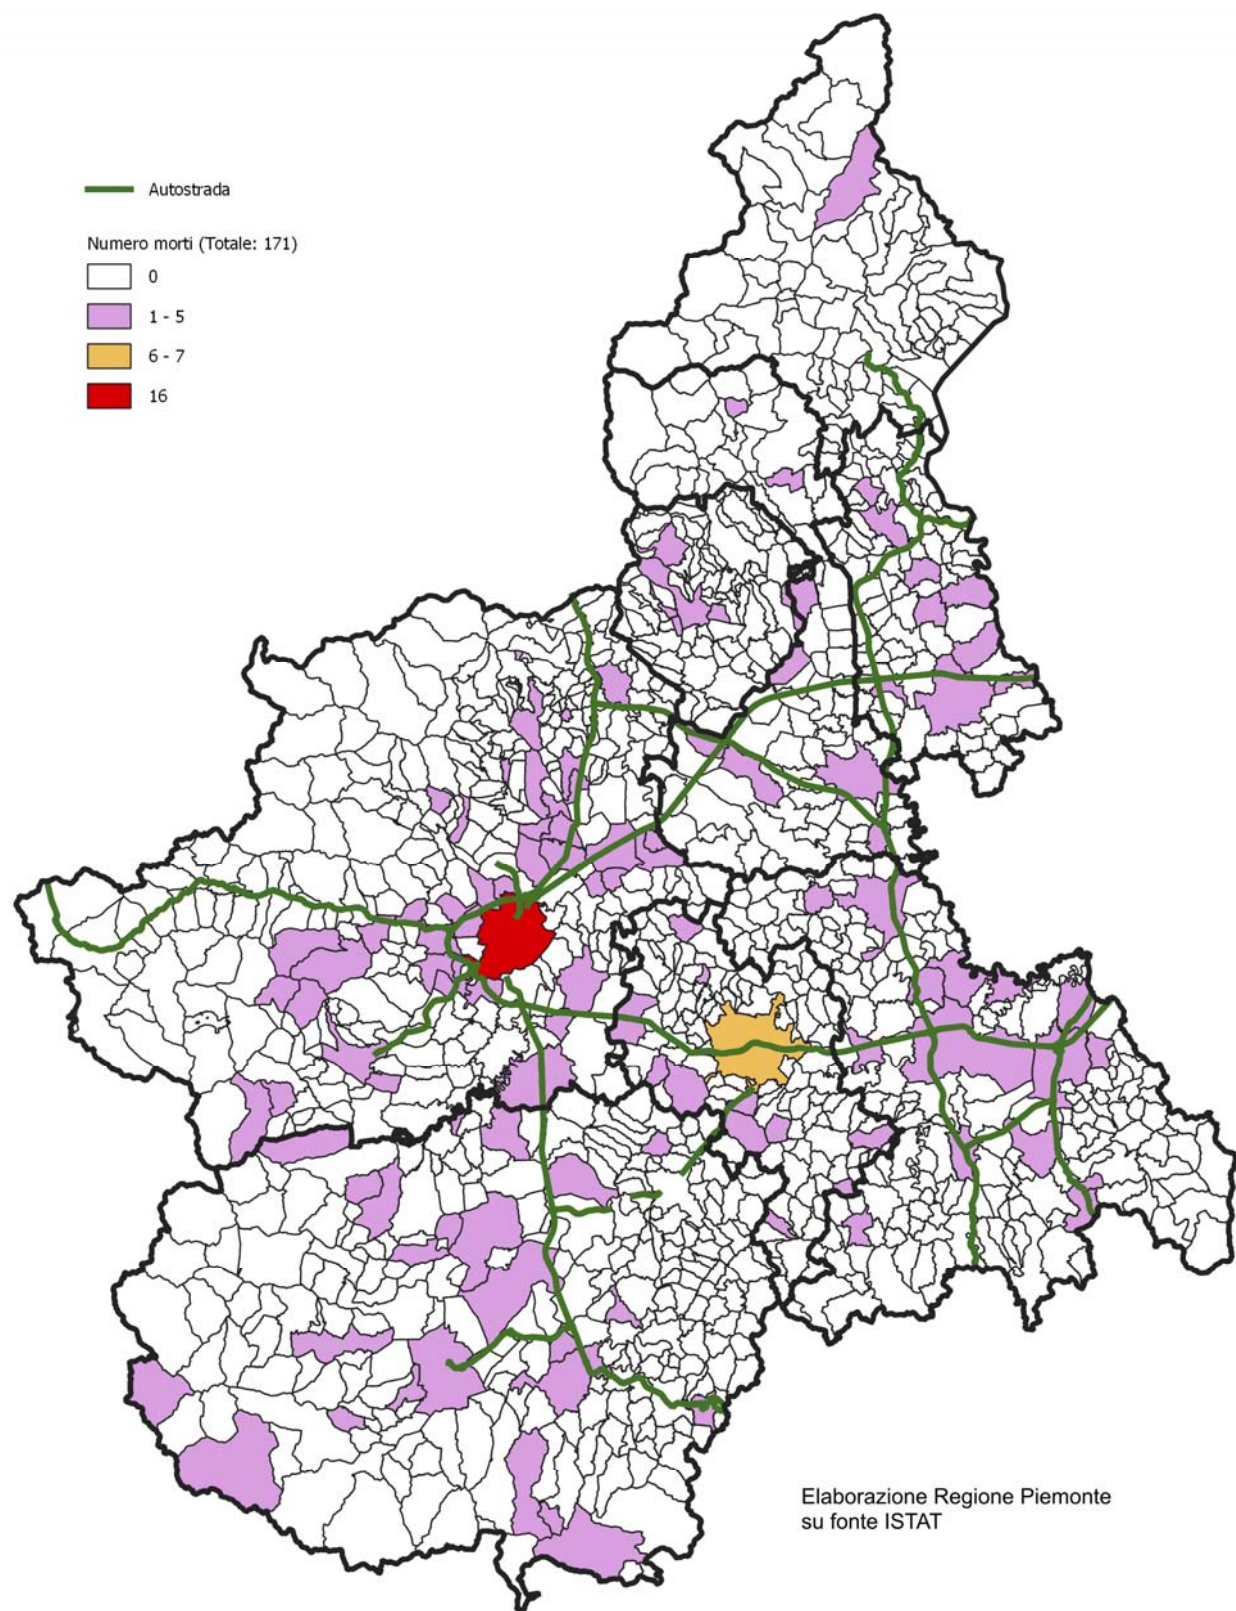 Autostrada
Numero morti (Totale: 171)
0
1 - 5
6 - 7
16
Elaborazione Regione Piemonte
su fonte ISTAT